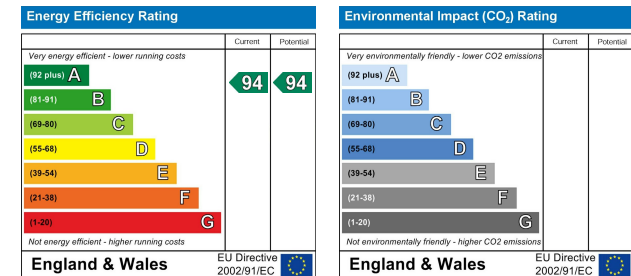 Energy Efficiency Rating
Current Potential
Very energy efficient - lower running costs
(92 plus) A
94 94
(81-91) B
(69-80) C
(55-68) D
(39-54) E
(21-38) F
(1-20) G
Not energy efficient - higher running costs
England & Wales
EU Directive
2002/91/EC
Environmental Impact (CO₂) Rating
Current Potential
Very environmentally friendly - lower CO2 emissions
(92 plus) A
(81-91) B
(69-80) C
(55-68) D
(39-54) E
(21-38) F
(1-20) G
Not environmentally friendly - higher CO2 emissions
England & Wales
EU Directive
2002/91/EC